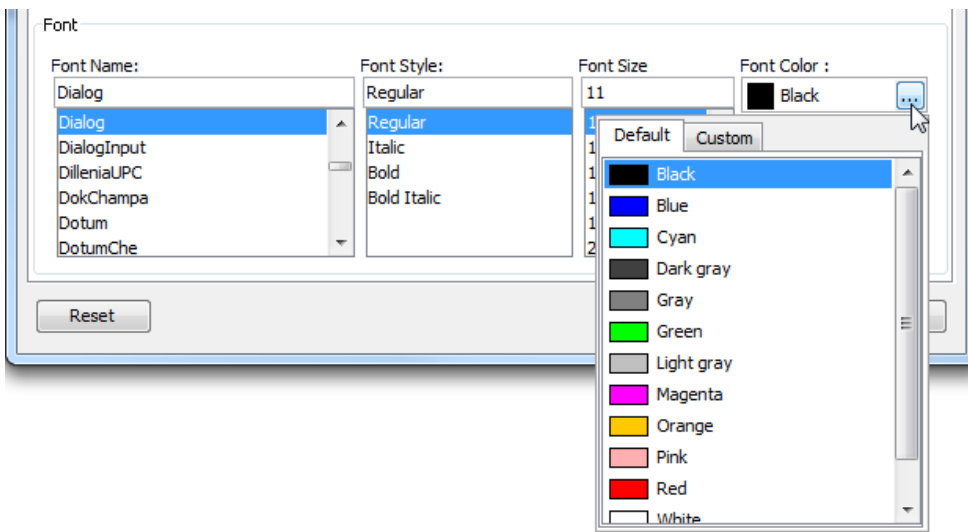 Font
Font Name:
Font Style:
Font Size
Font Color :
Dialog
Regular
11
Black
...
Dialog
DialogInput
DilleniaUPC
DokChampa
Dotum
DotumChe
Regular
Italic
Bold
Bold Italic
Default
Custom
Black
Blue
Cyan
Dark gray
Gray
Green
Light gray
Magenta
Orange
Pink
Red
White
Reset